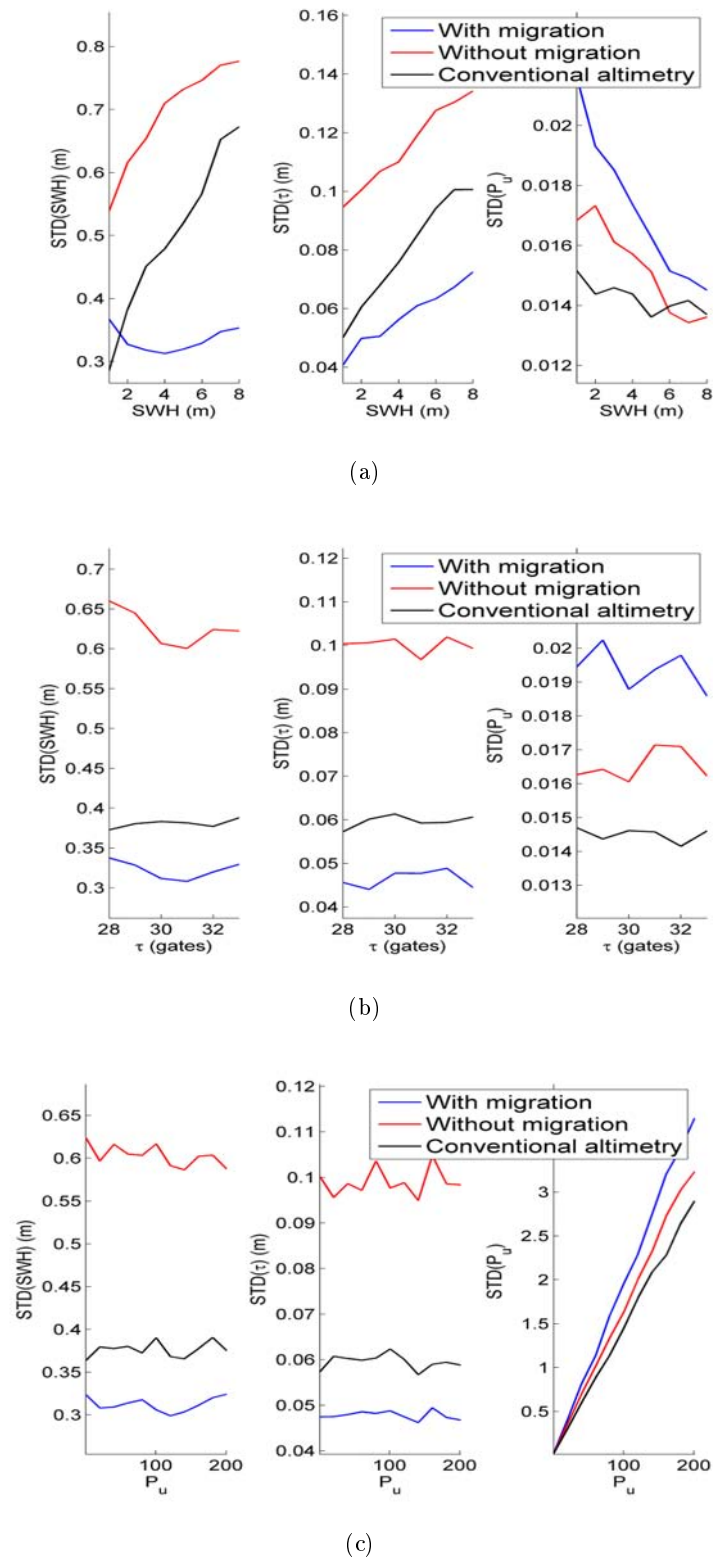 With migration
Without migration
Conventional altimetry
STD(SWH) (m)
0.8
0.7
0.6
0.5
0.4
0.3
2 4 6 8
SWH (m)
STD(τ) (m)
0.16
0.14
0.12
0.1
0.08
0.06
0.04
2 4 6 8
SWH (m)
STD(P_u)
0.02
0.018
0.016
0.014
0.012
2 4 6 8
SWH (m)
(a)
With migration
Without migration
Conventional altimetry
STD(SWH) (m)
0.7
0.65
0.6
0.55
0.5
0.45
0.4
0.35
0.3
28 30 32
τ (gates)
STD(τ) (m)
0.12
0.11
0.1
0.09
0.08
0.07
0.06
0.05
0.04
28 30 32
τ (gates)
STD(P_u)
0.02
0.019
0.018
0.017
0.016
0.015
0.014
0.013
28 30 32
τ (gates)
(b)
With migration
Without migration
Conventional altimetry
STD(SWH) (m)
0.65
0.6
0.55
0.5
0.45
0.4
0.35
0.3
100 200
P_u
STD(τ) (m)
0.12
0.11
0.1
0.09
0.08
0.07
0.06
0.05
0.04
100 200
P_u
STD(P_u)
3
2.5
2
1.5
1
0.5
100 200
P_u
(c)